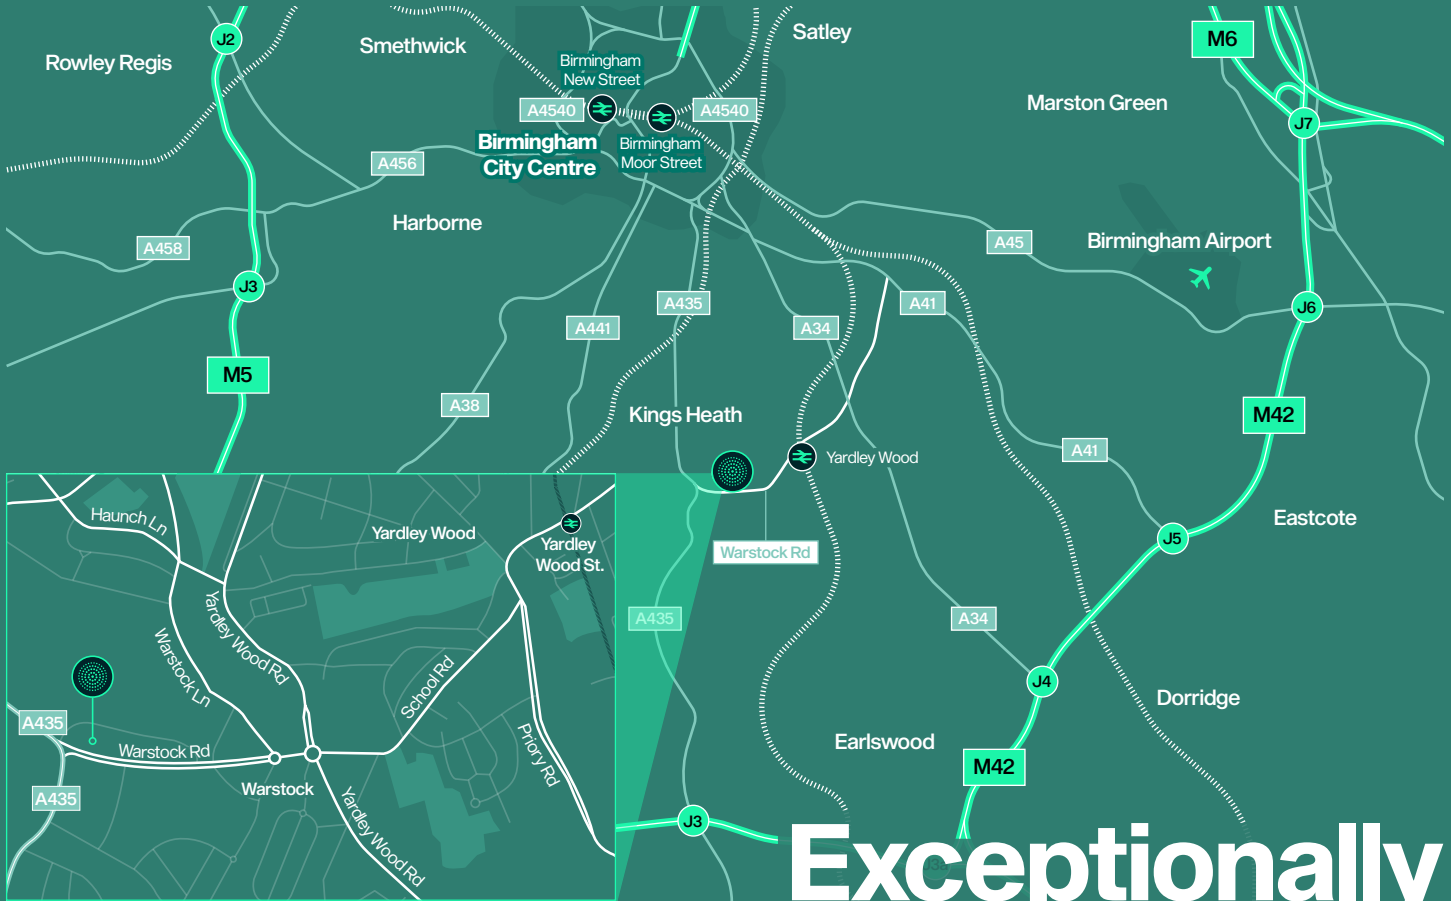 J2
Rowley Regis
Smethwick
Birmingham
New Street
Satley
M6
A4540
A4540
Marston Green
J7
Birmingham
City Centre
Birmingham
Moor Street
A456
Harborne
A458
A45
Birmingham Airport
J3
A435
A41
J6
A441
A34
M5
A38
Kings Heath
M42
A41
Yardley Wood
Eastcote
J5
Warstock Rd
A435
A34
J4
Dorridge
Earlswood
M42
J3
Haunch Ln
Yardley Wood
Yardley
Wood St.
Yardley Wood Rd
Warstock Ln
School Rd
A435
Warstock Rd
Priory Rd
Warstock
A435
Yardley Wood Rd
Exceptionally